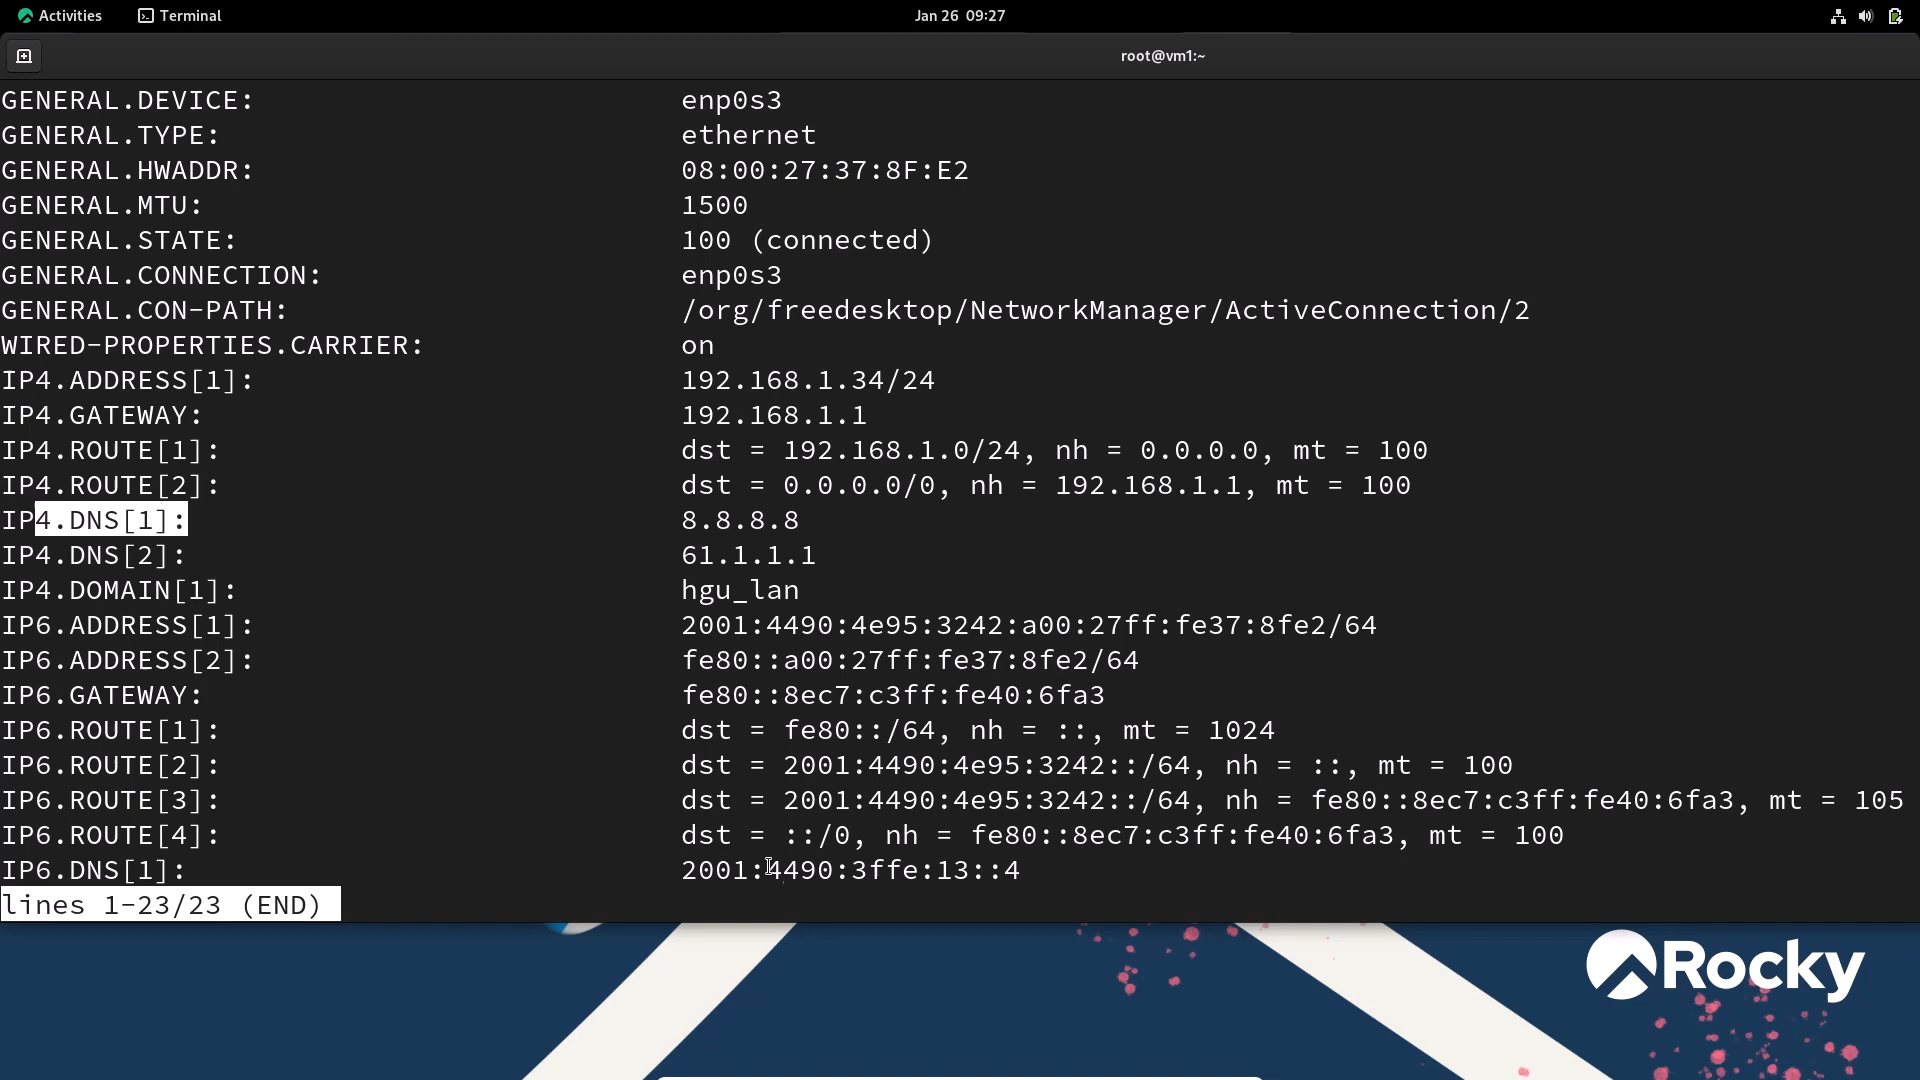 Activities Terminal Jan 26 09:27
root@vm1:~
GENERAL.DEVICE: enp0s3
GENERAL.TYPE: ethernet
GENERAL.HWADDR: 08:00:27:37:8F:E2
GENERAL.MTU: 1500
GENERAL.STATE: 100 (connected)
GENERAL.CONNECTION: enp0s3
GENERAL.CON-PATH: /org/freedesktop/NetworkManager/ActiveConnection/2
WIRED-PROPERTIES.CARRIER: on
IP4.ADDRESS[1]: 192.168.1.34/24
IP4.GATEWAY: 192.168.1.1
IP4.ROUTE[1]: dst = 192.168.1.0/24, nh = 0.0.0.0, mt = 100
IP4.ROUTE[2]: dst = 0.0.0.0/0, nh = 192.168.1.1, mt = 100
IP4.DNS[1]: 8.8.8.8
IP4.DNS[2]: 61.1.1.1
IP4.DOMAIN[1]: hgu_lan
IP6.ADDRESS[1]: 2001:4490:4e95:3242:a00:27ff:fe37:8fe2/64
IP6.ADDRESS[2]: fe80::a00:27ff:fe37:8fe2/64
IP6.GATEWAY: fe80::8ec7:c3ff:fe40:6fa3
IP6.ROUTE[1]: dst = fe80::/64, nh = ::, mt = 1024
IP6.ROUTE[2]: dst = 2001:4490:4e95:3242::/64, nh = ::, mt = 100
IP6.ROUTE[3]: dst = 2001:4490:4e95:3242::/64, nh = fe80::8ec7:c3ff:fe40:6fa3, mt = 105
IP6.ROUTE[4]: dst = ::/0, nh = fe80::8ec7:c3ff:fe40:6fa3, mt = 100
IP6.DNS[1]: 2001:4490:3ffe:13::4
lines 1-23/23 (END)
Rocky